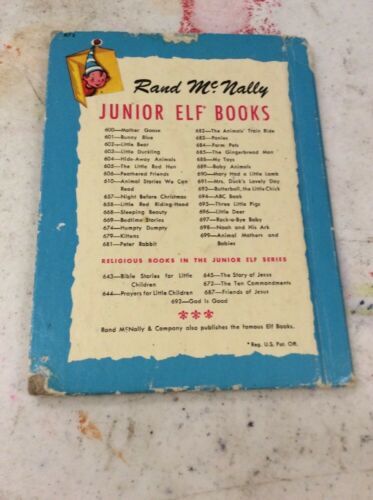 Rand McNally
JUNIOR ELF* BOOKS
600—Mother Goose
601—Bunny Blue
602—Little Bear
603—Little Duckling
604—Hide-Away Animals
605—The Little Red Hen
606—Feathered Friends
610—Animal Stories We Can
Read
657—Night Before Christmas
658—Little Red Riding-Hood
668—Sleeping Beauty
669—Bedtime Stories
674—Humpty Dumpty
679—Kittens
681—Peter Rabbit
682—The Animals' Train Ride
683—Ponies
684—Farm Pets
685—The Gingerbread Man
688—My Toys
689—Baby Animals
690—Mary Had a Little Lamb
691—Mrs. Duck's Lovely Day
692—Butterball, the Little Chick
694—ABC Book
695—Three Little Pigs
696—Little Deer
697—Rock-a-Bye Baby
698—Noah and His Ark
699—Animal Mothers and
Babies
RELIGIOUS BOOKS IN THE JUNIOR ELF SERIES
643—Bible Stories for Little
Children
644—Prayers for Little Children
645—The Story of Jesus
672—The Ten Commandments
687—Friends of Jesus
693—God Is Good
Rand McNally & Company also publishes the famous Elf Books.
* Reg. U.S. Pat. Off.